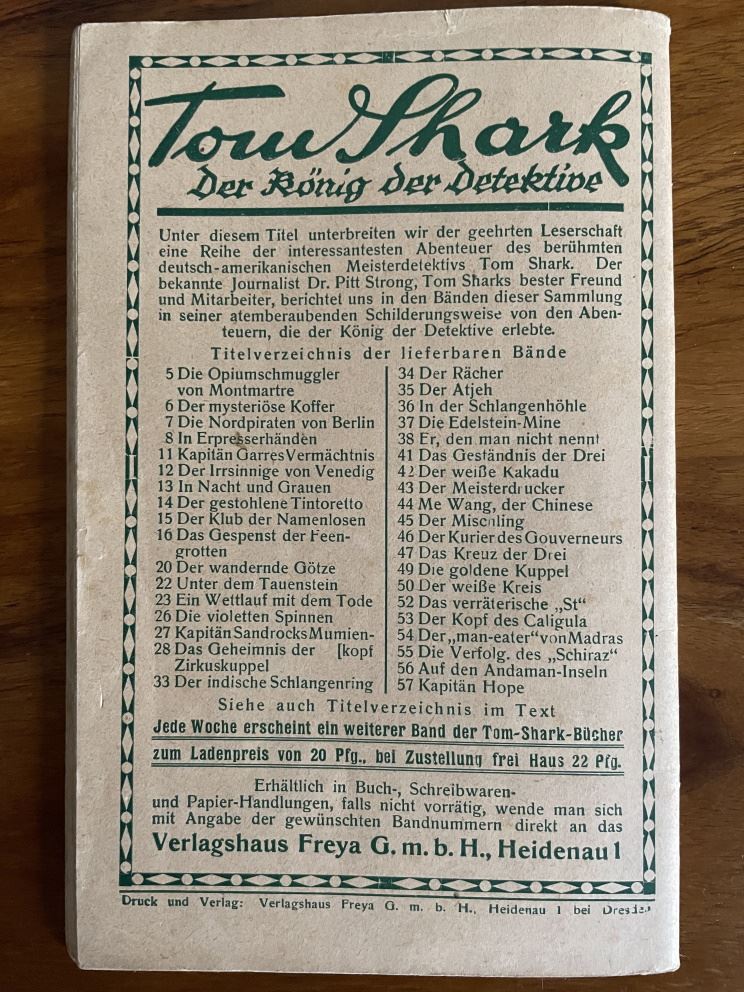 Tom Shark
Der König der Detektive
Unter diesem Titel unterbreiten wir der geehrten Leserschaft
eine Reihe der interessantesten Abenteuer des berühmten
deutsch-amerikanischen Meisterdetektivs Tom Shark. Der
bekannte Journalist Dr. Pitt Strong, Tom Sharks bester Freund
und Mitarbeiter, berichtet uns in den Bänden dieser Sammlung
in seiner atemberaubenden Schilderungsweise von den Aben-
teuern, die der König der Detektive erlebte.
Titelverzeichnis der lieferbaren Bände
5 Die Opiumschmuggler
von Montmartre
6 Der mysteriöse Koffer
7 Die Nordpiraten von Berlin
8 In Erpresserhänden
11 Kapitän Garres Vermächtnis
12 Der Irrsinnige von Venedig
13 In Nacht und Grauen
14 Der gestohlene Tintoretto
15 Der Klub der Namenlosen
16 Das Gespenst der Feen-
grotten
20 Der wandernde Götze
22 Unter dem Tauenstein
23 Ein Wettlauf mit dem Tode
26 Die violetten Spinnen
27 Kapitän Sandrocks Mumien-
28 Das Geheimnis der [kopf
Zirkuskuppel
33 Der indische Schlangenring
34 Der Rächer
35 Der Atjeh
36 In der Schlangenhöhle
37 Die Edelstein-Mine
38 Er, den man nicht nennt
41 Das Geständnis der Drei
42 Der weiße Kakadu
43 Der Meisterdrucker
44 Me Wang, der Chinese
45 Der Mischling
46 Der Kurier des Gouverneurs
47 Das Kreuz der Drei
49 Die goldene Kuppel
50 Der weiße Kreis
52 Das verräterische „St“
53 Der Kopf des Caligula
54 Der „man-eater“ von Madras
55 Die Verfolg. des „Schiraz“
56 Auf den Andaman-Inseln
57 Kapitän Hope
Siehe auch Titelverzeichnis im Text
Jede Woche erscheint ein weiterer Band der Tom-Shark-Bücher
zum Ladenpreis von 20 Pfg., bei Zustellung frei Haus 22 Pfg.
Erhältlich in Buch-, Schreibwaren-
und Papier-Handlungen, falls nicht vorrätig, wende man sich
mit Angabe der gewünschten Bandnummern direkt an das
Verlagshaus Freya G. m. b. H., Heidenau 1
Druck und Verlag: Verlagshaus Freya G. m. b. H., Heidenau 1 bei Dresden